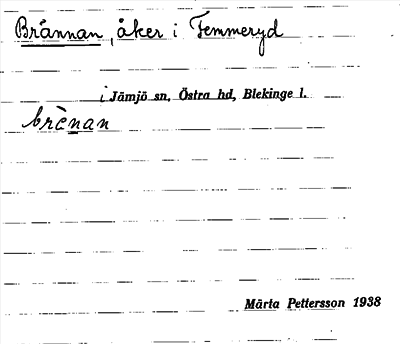 Brännan, åker i Femmeryd
i Jämjö sn, Östra hd, Blekinge l.
brènan
Märta Pettersson 1938